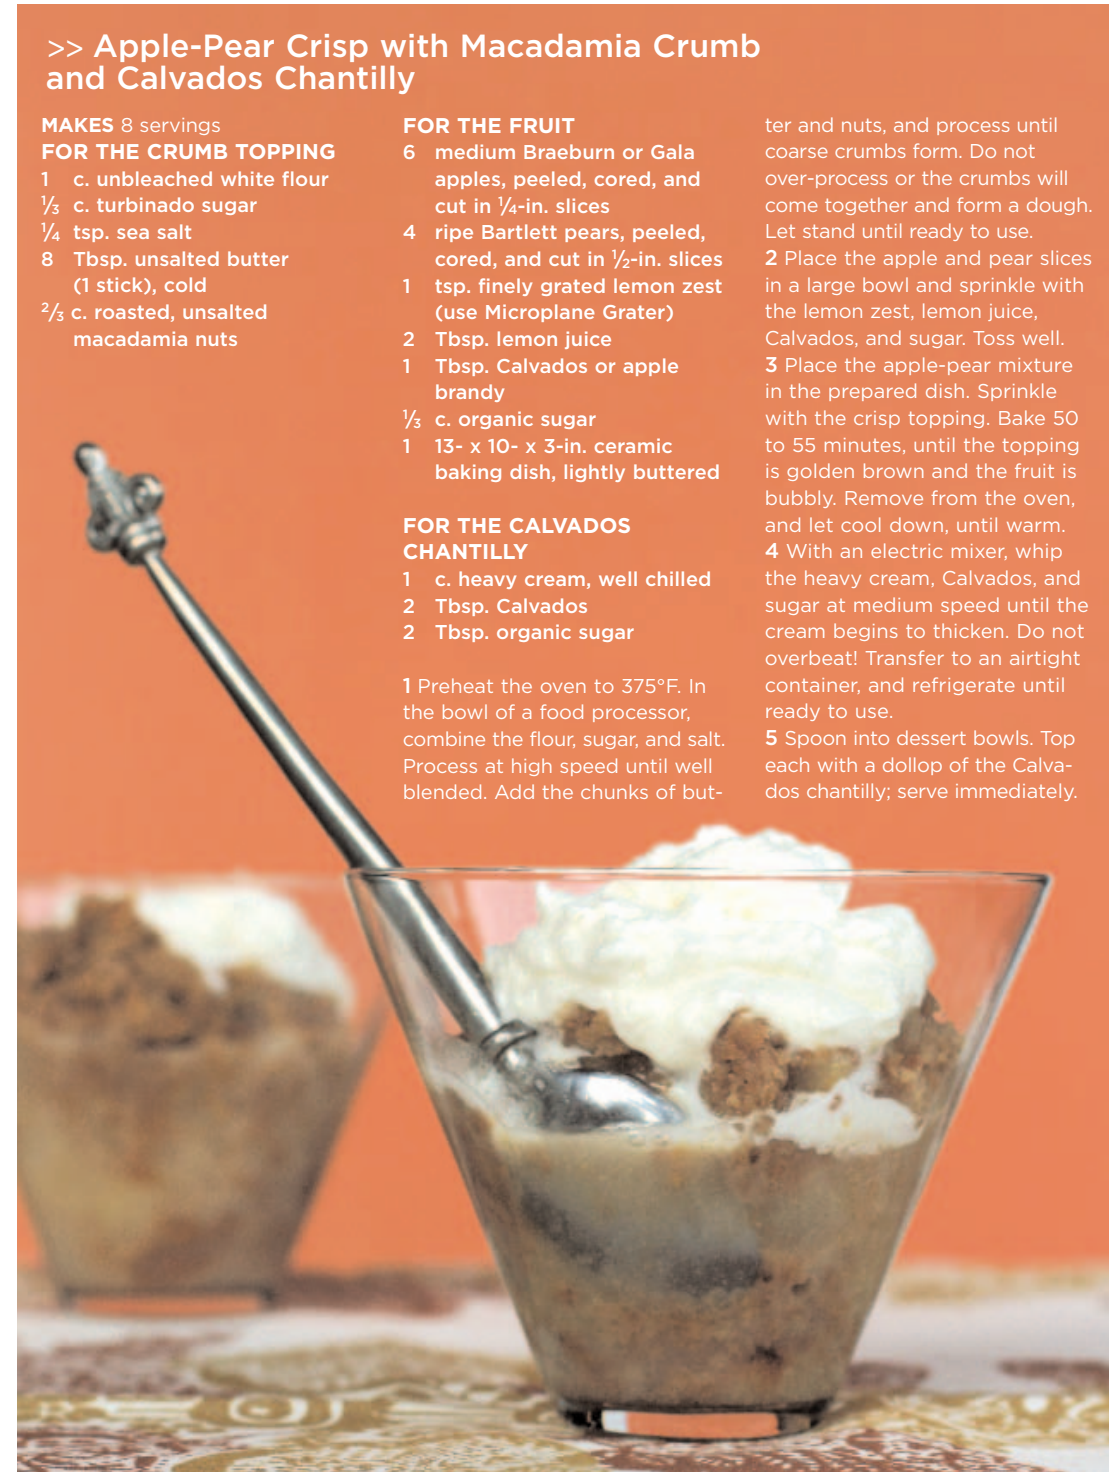 >> Apple-Pear Crisp with Macadamia Crumb
and Calvados Chantilly
MAKES 8 servings
FOR THE CRUMB TOPPING
1 c. unbleached white flour
⅓ c. turbinado sugar
¼ tsp. sea salt
8 Tbsp. unsalted butter
(1 stick), cold
⅔ c. roasted, unsalted
macadamia nuts
FOR THE FRUIT
6 medium Braeburn or Gala
apples, peeled, cored, and
cut in ¼-in. slices
4 ripe Bartlett pears, peeled,
cored, and cut in ½-in. slices
1 tsp. finely grated lemon zest
(use Microplane Grater)
2 Tbsp. lemon juice
1 Tbsp. Calvados or apple
brandy
⅓ c. organic sugar
1 13- x 10- x 3-in. ceramic
baking dish, lightly buttered
FOR THE CALVADOS
CHANTILLY
1 c. heavy cream, well chilled
2 Tbsp. Calvados
2 Tbsp. organic sugar
1 Preheat the oven to 375°F. In
the bowl of a food processor,
combine the flour, sugar, and salt.
Process at high speed until well
blended. Add the chunks of but-
ter and nuts, and process until
coarse crumbs form. Do not
over-process or the crumbs will
come together and form a dough.
Let stand until ready to use.
2 Place the apple and pear slices
in a large bowl and sprinkle with
the lemon zest, lemon juice,
Calvados, and sugar. Toss well.
3 Place the apple-pear mixture
in the prepared dish. Sprinkle
with the crisp topping. Bake 50
to 55 minutes, until the topping
is golden brown and the fruit is
bubbly. Remove from the oven,
and let cool down, until warm.
4 With an electric mixer, whip
the heavy cream, Calvados, and
sugar at medium speed until the
cream begins to thicken. Do not
overbeat! Transfer to an airtight
container, and refrigerate until
ready to use.
5 Spoon into dessert bowls. Top
each with a dollop of the Calva-
dos chantilly; serve immediately.